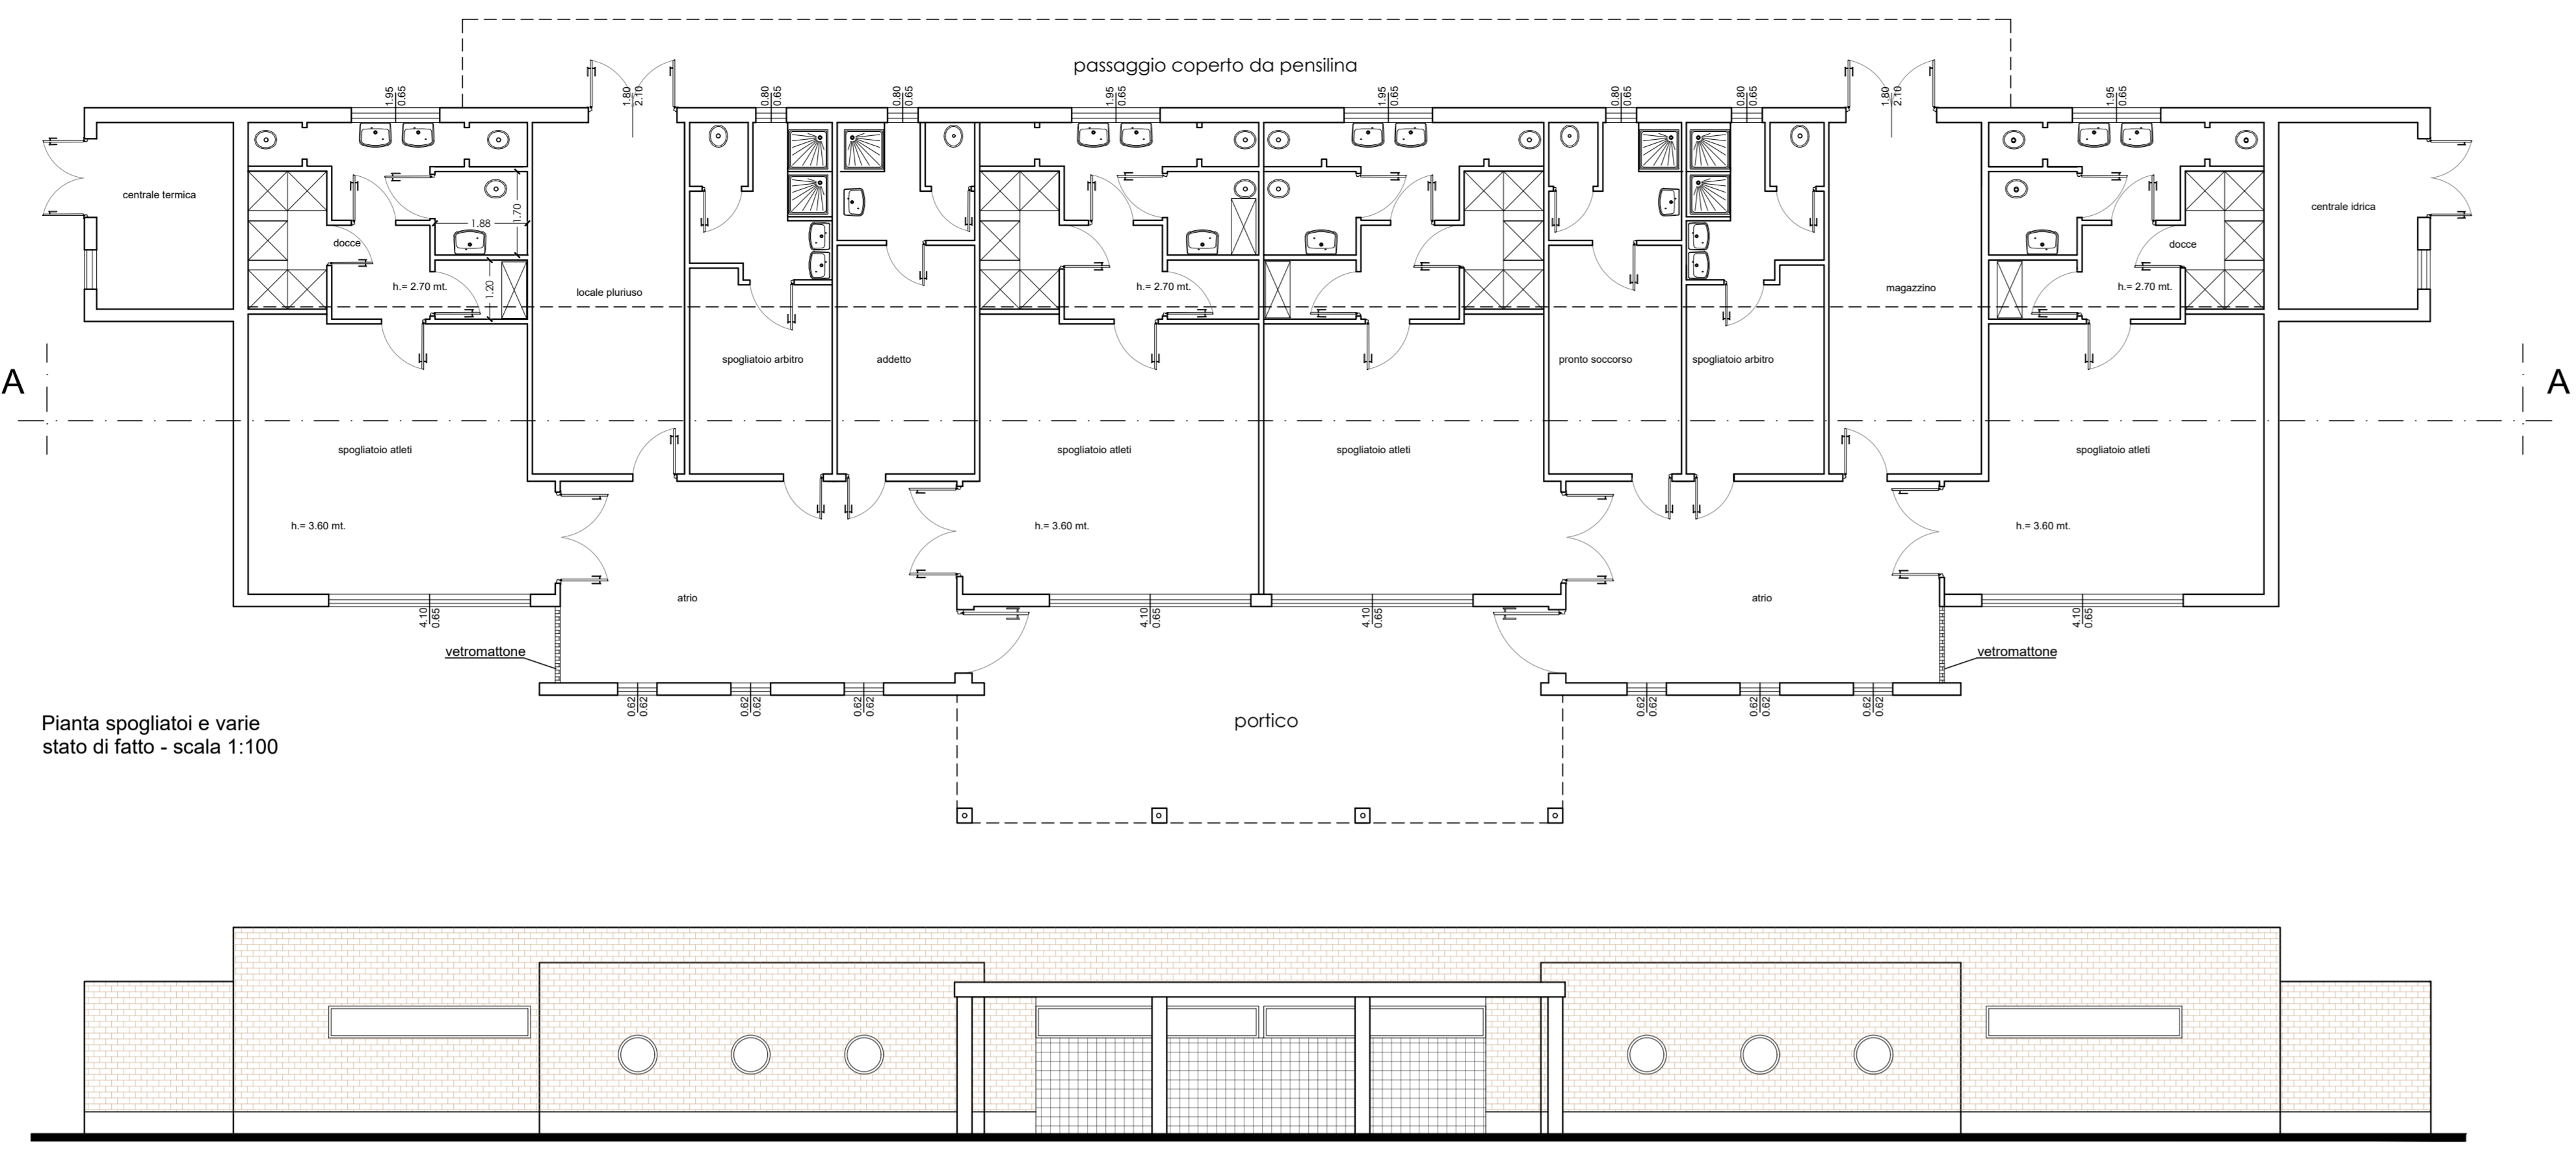 passaggio coperto da pensilina
1.95 0.65
1.80 2.10
0.80 0.65
0.80 0.65
1.95 0.65
1.95 0.65
0.80 0.65
0.80 0.65
1.80 2.10
1.95 0.65
centrale termica
1.70
1.88
docce
h.= 2.70 mt.
1.20
locale pluriuso
h.= 2.70 mt.
magazzino
docce
h.= 2.70 mt.
centrale idrica
spogliatoio arbitro
addetto
pronto soccorso
spogliatoio arbitro
A
A
spogliatoio atleti
spogliatoio atleti
spogliatoio atleti
spogliatoio atleti
h.= 3.60 mt.
h.= 3.60 mt.
h.= 3.60 mt.
atrio
atrio
4.10 0.65
4.10 0.65
4.10 0.65
4.10 0.65
vetromattone
vetromattone
0.62 0.62
0.62 0.62
0.62 0.62
0.62 0.62
0.62 0.62
0.62 0.62
portico
Pianta spogliatoi e varie
stato di fatto - scala 1:100